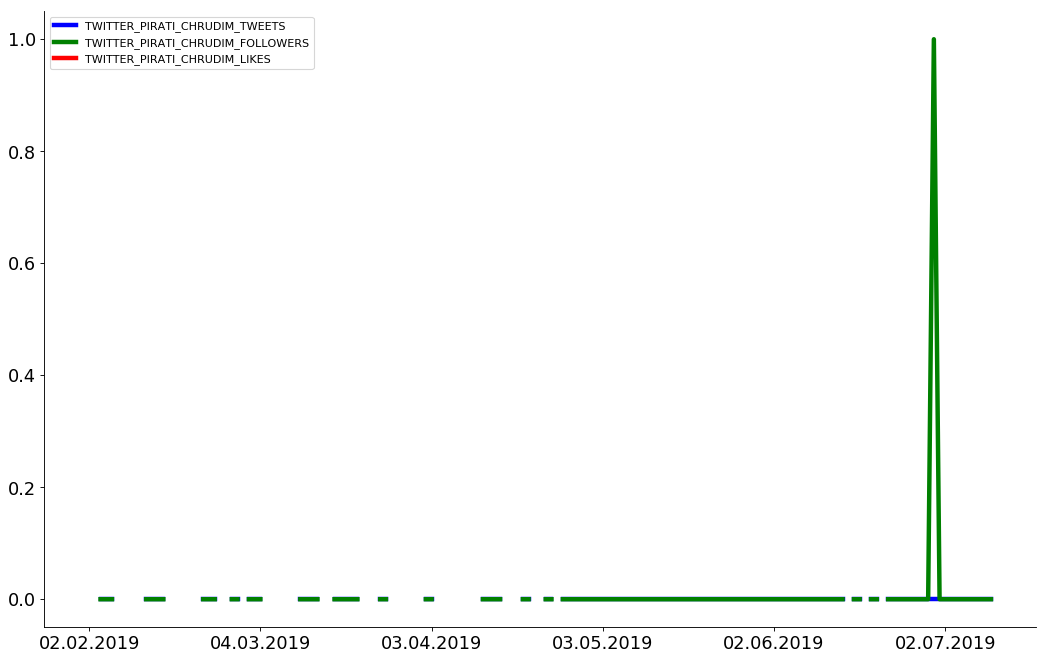 TWITTER_PIRATI_CHRUDIM_TWEETS
TWITTER_PIRATI_CHRUDIM_FOLLOWERS
TWITTER_PIRATI_CHRUDIM_LIKES
1.0
0.8
0.6
0.4
0.2
0.0
02.02.2019 04.03.2019 03.04.2019 03.05.2019 02.06.2019 02.07.2019